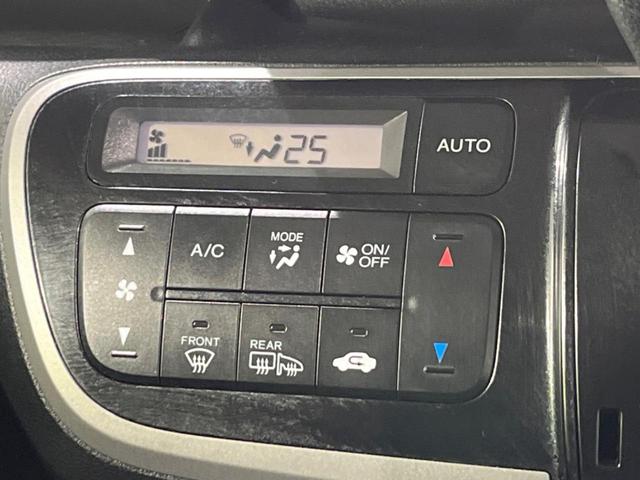 25
AUTO
A/C
MODE
ON/
OFF
FRONT
REAR